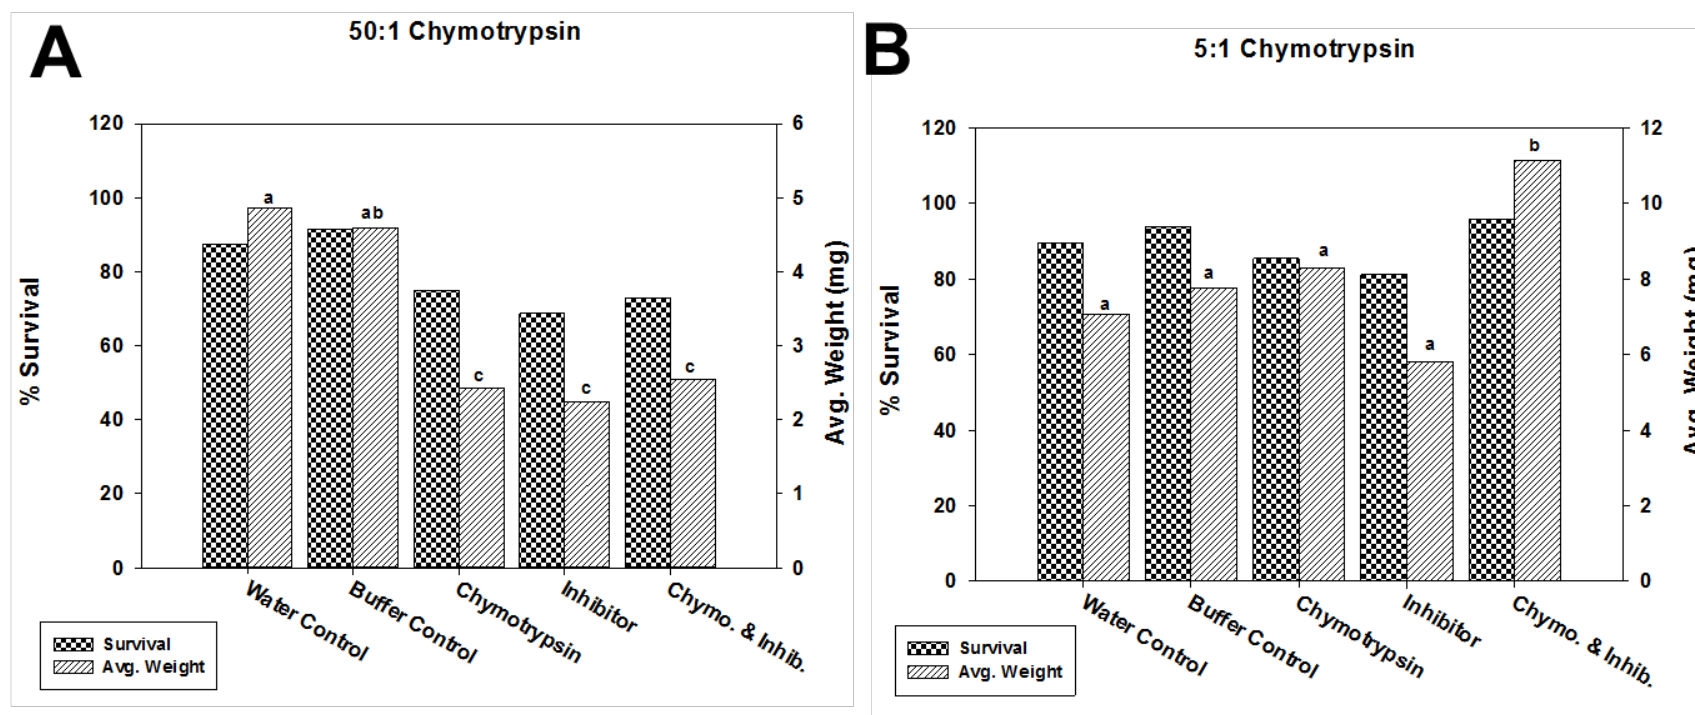 A
50:1 Chymotrypsin
120
100
80
60
40
20
0
% Survival
6
5
4
3
2
1
0
Avg. Weight (mg)
a
ab
c
c
c
Water Control
Buffer Control
Chymotrypsin
Inhibitor
Chymo. & Inhib.
Survival
Avg. Weight
B
5:1 Chymotrypsin
120
100
80
60
40
20
0
% Survival
12
10
8
6
4
2
0
Avg. Weight (mg)
a
a
a
a
b
Water Control
Buffer Control
Chymotrypsin
Inhibitor
Chymo. & Inhib.
Survival
Avg. Weight